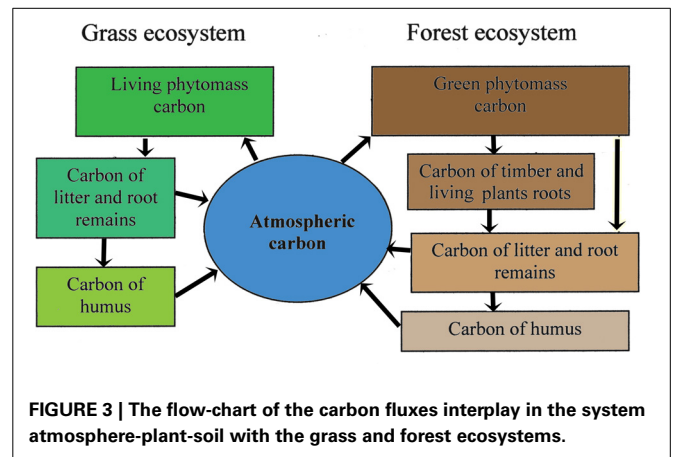 Grass ecosystem
Forest ecosystem
Living phytomass
carbon
Green phytomass
carbon
Carbon of
litter and root
remains
Carbon of timber and
living plants roots
Atmospheric
carbon
Carbon of litter and root
remains
Carbon of
humus
Carbon of humus
FIGURE 3 | The flow-chart of the carbon fluxes interplay in the system
atmosphere-plant-soil with the grass and forest ecosystems.